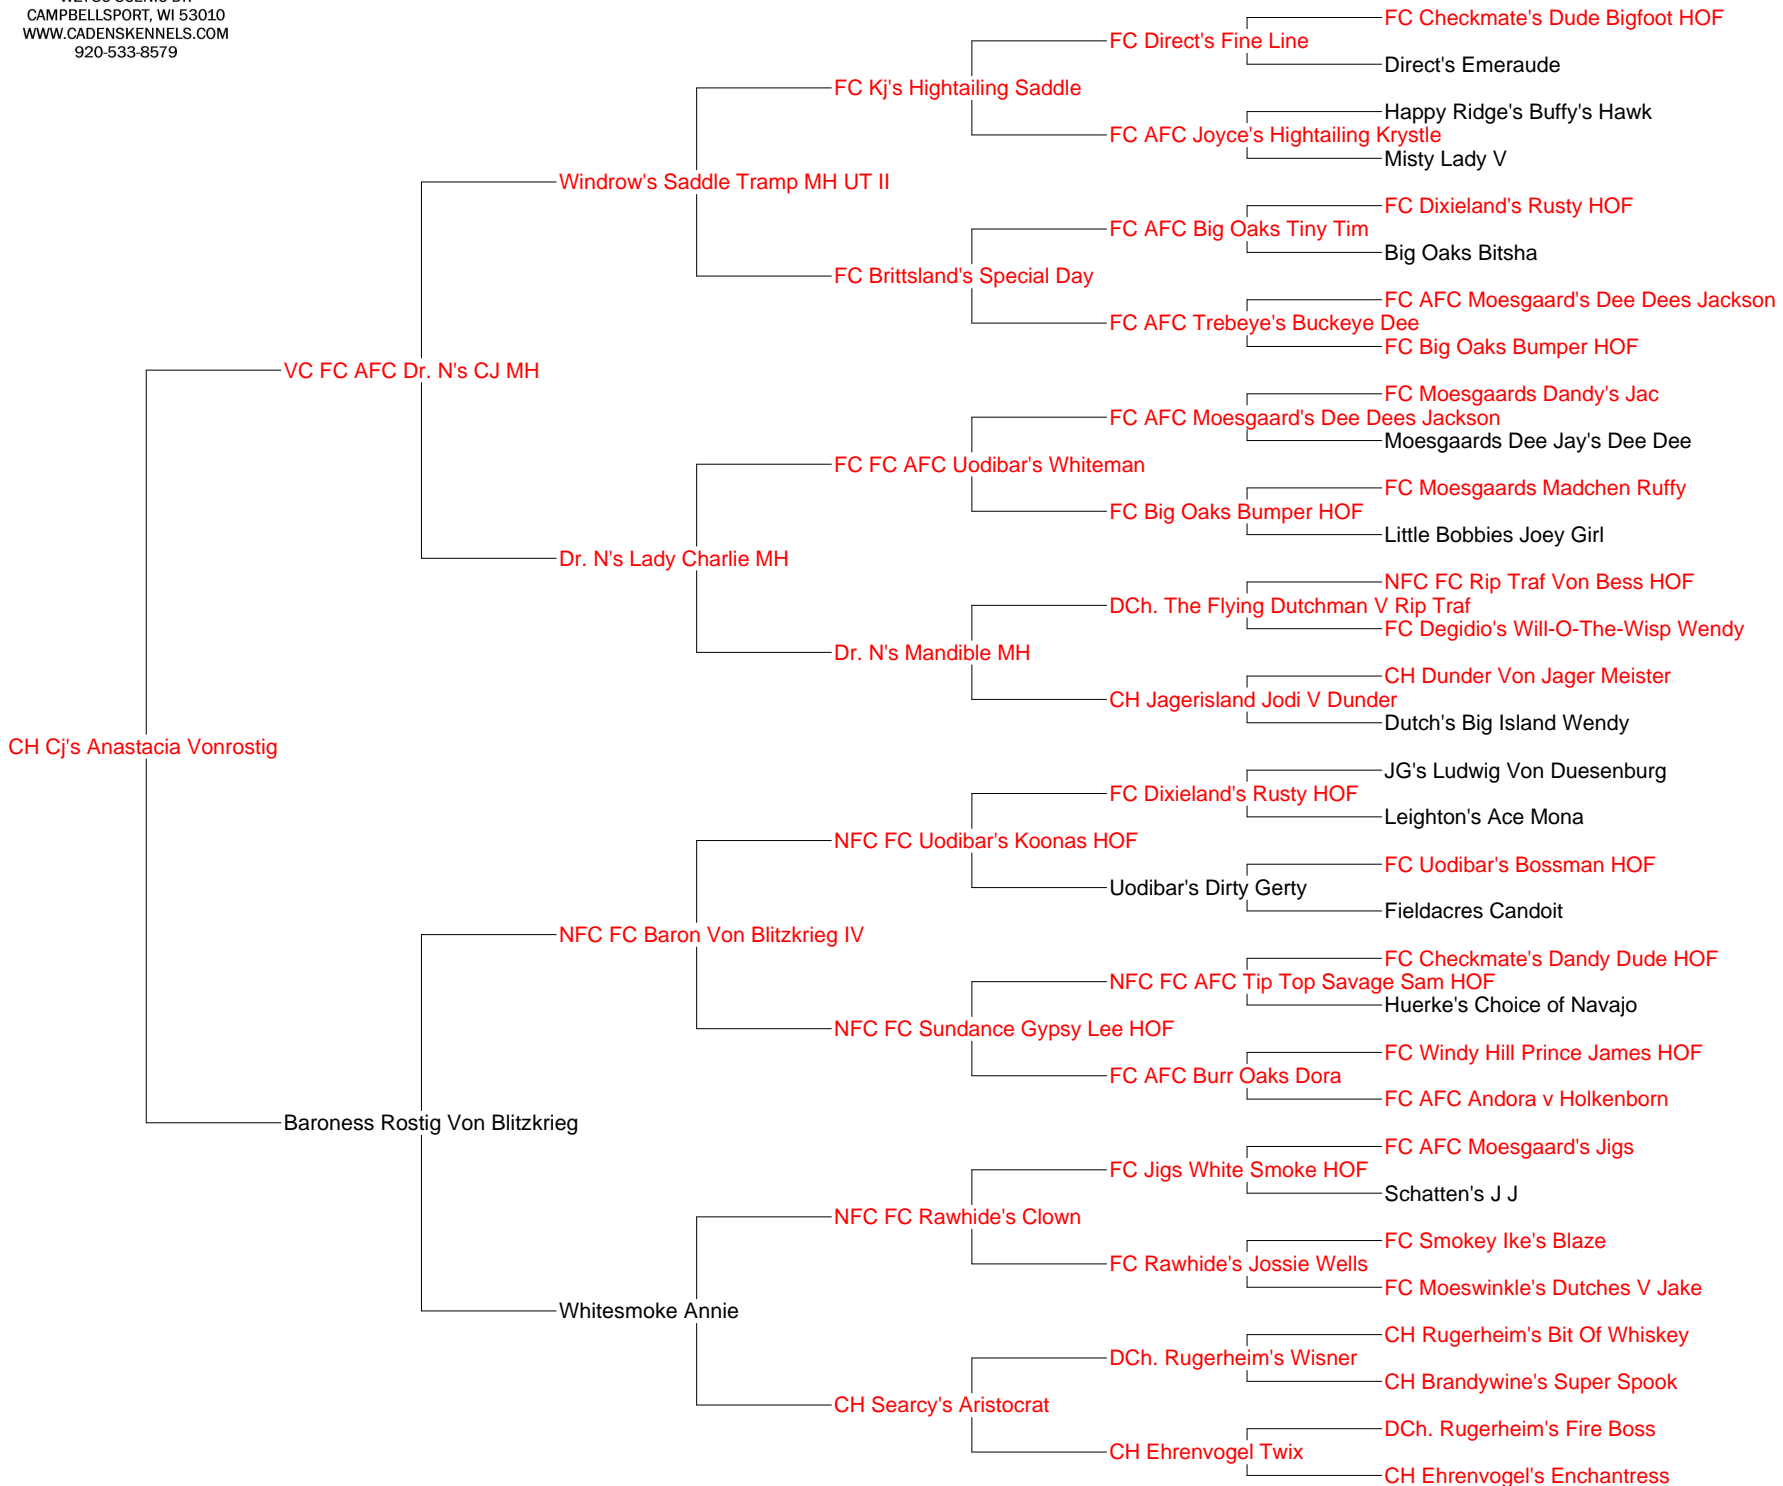 CAMPBELLSPORT, WI 53010
WWW.CADENSKENNELS.COM
920-533-8579
FC Checkmate's Dude Bigfoot HOF
FC Direct's Fine Line
Direct's Emeraude
FC Kj's Hightailing Saddle
Happy Ridge's Buffy's Hawk
FC AFC Joyce's Hightailing Krystle
Misty Lady V
Windrow's Saddle Tramp MH UT II
FC Dixieland's Rusty HOF
FC AFC Big Oaks Tiny Tim
Big Oaks Bitsha
FC Brittsland's Special Day
FC AFC Moesgaard's Dee Dees Jackson
FC AFC Trebeye's Buckeye Dee
FC Big Oaks Bumper HOF
VC FC AFC Dr. N's CJ MH
FC Moesgaards Dandy's Jac
FC AFC Moesgaard's Dee Dees Jackson
Moesgaards Dee Jay's Dee Dee
FC FC AFC Uodibar's Whiteman
FC Moesgaards Madchen Ruffy
FC Big Oaks Bumper HOF
Little Bobbies Joey Girl
Dr. N's Lady Charlie MH
NFC FC Rip Traf Von Bess HOF
DCh. The Flying Dutchman V Rip Traf
FC Degidio's Will-O-The-Wisp Wendy
Dr. N's Mandible MH
CH Dunder Von Jager Meister
CH Jagerisland Jodi V Dunder
Dutch's Big Island Wendy
CH Cj's Anastacia Vonrostig
JG's Ludwig Von Duesenburg
FC Dixieland's Rusty HOF
Leighton's Ace Mona
NFC FC Uodibar's Koonas HOF
FC Uodibar's Bossman HOF
Uodibar's Dirty Gerty
Fieldacres Candoit
NFC FC Baron Von Blitzkrieg IV
FC Checkmate's Dandy Dude HOF
NFC FC AFC Tip Top Savage Sam HOF
Huerke's Choice of Navajo
NFC FC Sundance Gypsy Lee HOF
FC Windy Hill Prince James HOF
FC AFC Burr Oaks Dora
FC AFC Andora v Holkenborn
Baroness Rostig Von Blitzkrieg
FC AFC Moesgaard's Jigs
FC Jigs White Smoke HOF
Schatten's J J
NFC FC Rawhide's Clown
FC Smokey Ike's Blaze
FC Rawhide's Jossie Wells
FC Moeswinkle's Dutches V Jake
Whitesmoke Annie
CH Rugerheim's Bit Of Whiskey
DCh. Rugerheim's Wisner
CH Brandywine's Super Spook
CH Searcy's Aristocrat
DCh. Rugerheim's Fire Boss
CH Ehrenvogel Twix
CH Ehrenvogel's Enchantress